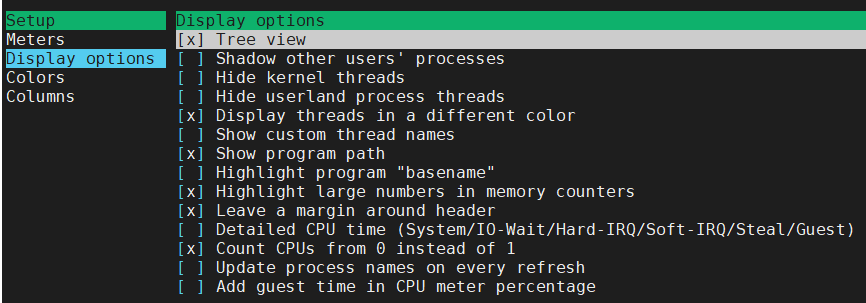 Setup
Meters
Display options
Colors
Columns
Display options
[x] Tree view
[ ] Shadow other users' processes
[ ] Hide kernel threads
[ ] Hide userland process threads
[x] Display threads in a different color
[ ] Show custom thread names
[x] Show program path
[ ] Highlight program "basename"
[x] Highlight large numbers in memory counters
[x] Leave a margin around header
[ ] Detailed CPU time (System/IO-Wait/Hard-IRQ/Soft-IRQ/Steal/Guest)
[x] Count CPUs from 0 instead of 1
[ ] Update process names on every refresh
[ ] Add guest time in CPU meter percentage